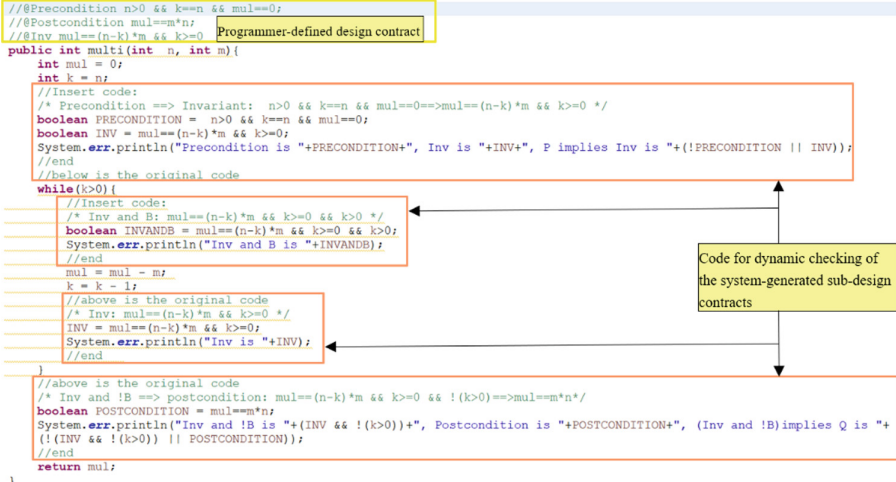 //@Precondition n>0 && k==n && mul==0;
//@Postcondition mul==m*n;
//@Inv mul==(n-k)*m && k>=0
Programmer-defined design contract
public int multi(int n, int m){
int mul = 0;
int k = n;
//Insert code:
/* Precondition ==> Invariant: n>0 && k==n && mul==0==>mul==(n-k)*m && k>=0 */
boolean PRECONDITION = n>0 && k==n && mul==0;
boolean INV = mul==(n-k)*m && k>=0;
System.err.println("Precondition is "+PRECONDITION+", Inv is "+INV+", P implies Inv is "+(!PRECONDITION || INV));
//end
//below is the original code
while(k>0){
//Insert code:
/* Inv and B: mul==(n-k)*m && k>=0 && k>0 */
boolean INVANDB = mul==(n-k)*m && k>=0 && k>0;
System.err.println("Inv and B is "+INVANDB);
//end
mul = mul - m;
k = k - 1;
//above is the original code
/* Inv: mul==(n-k)*m && k>=0 */
INV = mul==(n-k)*m && k>=0;
System.err.println("Inv is "+INV);
//end
}
Code for dynamic checking of
the system-generated sub-design
contracts
//above is the original code
/* Inv and !B ==> postcondition: mul==(n-k)*m && k>=0 && !(k>0)==>mul==m*n*/
boolean POSTCONDITION = mul==m*n;
System.err.println("Inv and !B is "+(INV && !(k>0))+", Postcondition is "+POSTCONDITION+", (Inv and !B)implies Q is "+
(!(INV && !(k>0)) || POSTCONDITION));
//end
return mul;
}